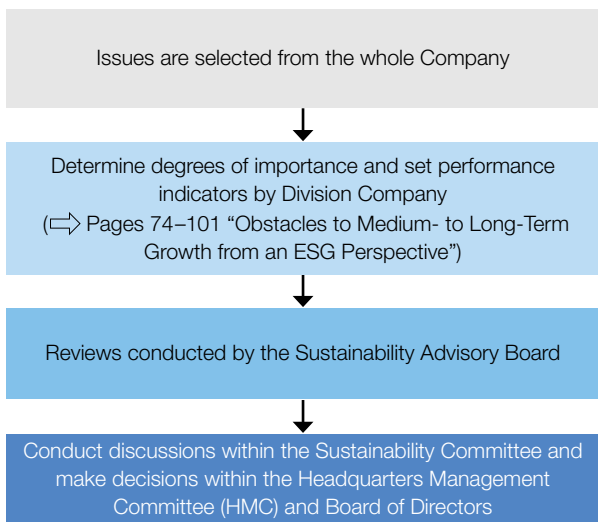 Issues are selected from the whole Company
Determine degrees of importance and set performance
indicators by Division Company
(⇨ Pages 74–101 “Obstacles to Medium- to Long-Term
Growth from an ESG Perspective”)
Reviews conducted by the Sustainability Advisory Board
Conduct discussions within the Sustainability Committee and
make decisions within the Headquarters Management
Committee (HMC) and Board of Directors